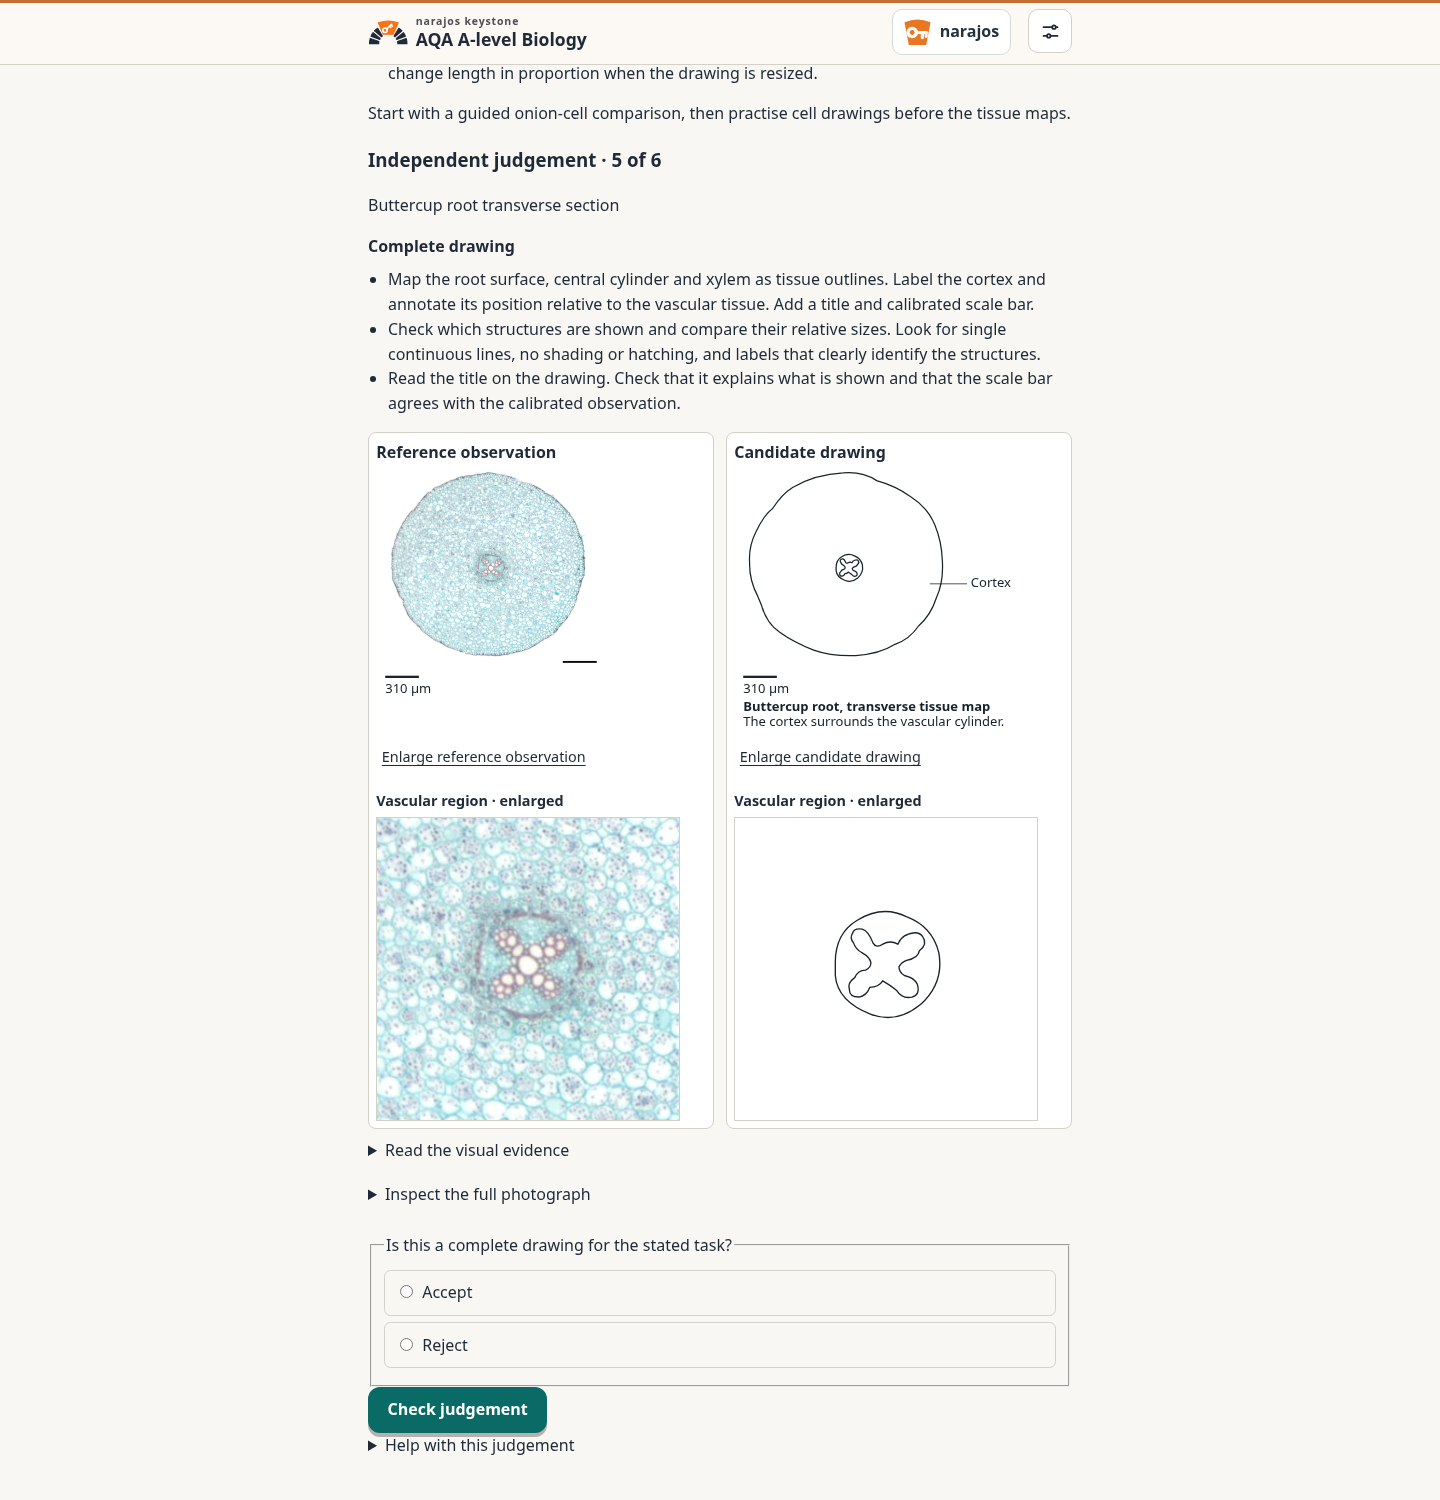 narajos keystone
AQA A-level Biology
narajos
change length in proportion when the drawing is resized.
Start with a guided onion-cell comparison, then practise cell drawings before the tissue maps.
Independent judgement · 5 of 6
Buttercup root transverse section
Complete drawing
Map the root surface, central cylinder and xylem as tissue outlines. Label the cortex and
annotate its position relative to the vascular tissue. Add a title and calibrated scale bar.
Check which structures are shown and compare their relative sizes. Look for single
continuous lines, no shading or hatching, and labels that clearly identify the structures.
Read the title on the drawing. Check that it explains what is shown and that the scale bar
agrees with the calibrated observation.
Reference observation
310 µm
Enlarge reference observation
Vascular region · enlarged
Candidate drawing
Cortex
310 µm
Buttercup root, transverse tissue map
The cortex surrounds the vascular cylinder.
Enlarge candidate drawing
Vascular region · enlarged
Read the visual evidence
Inspect the full photograph
Is this a complete drawing for the stated task?
Accept
Reject
Check judgement
Help with this judgement